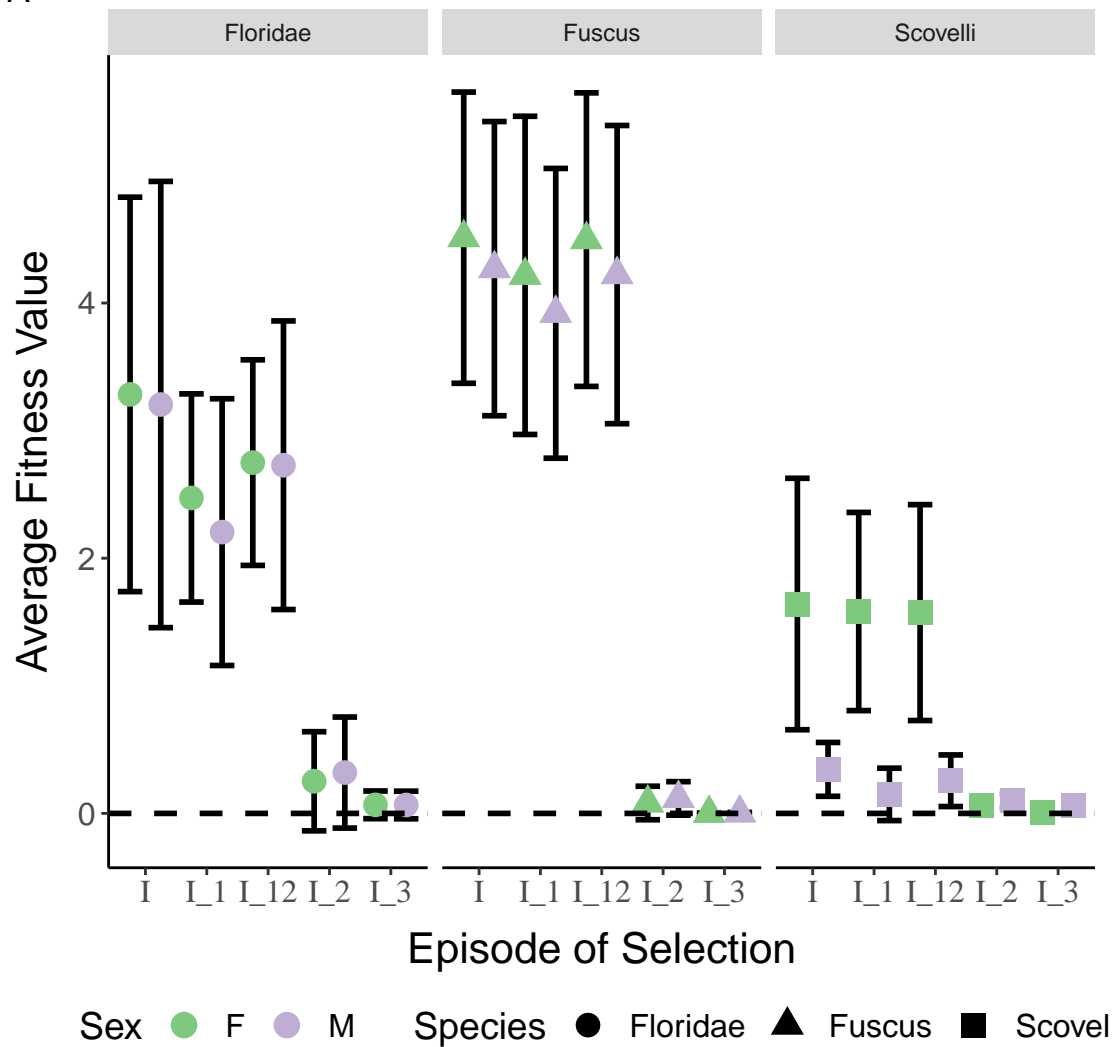 Floridae Fuscus Scovelli
Average Fitness Value
4
2
0
I I_1 I_12 I_2 I_3 I I_1 I_12 I_2 I_3 I I_1 I_12 I_2 I_3
Episode of Selection
Sex F M Species Floridae Fuscus Scovel